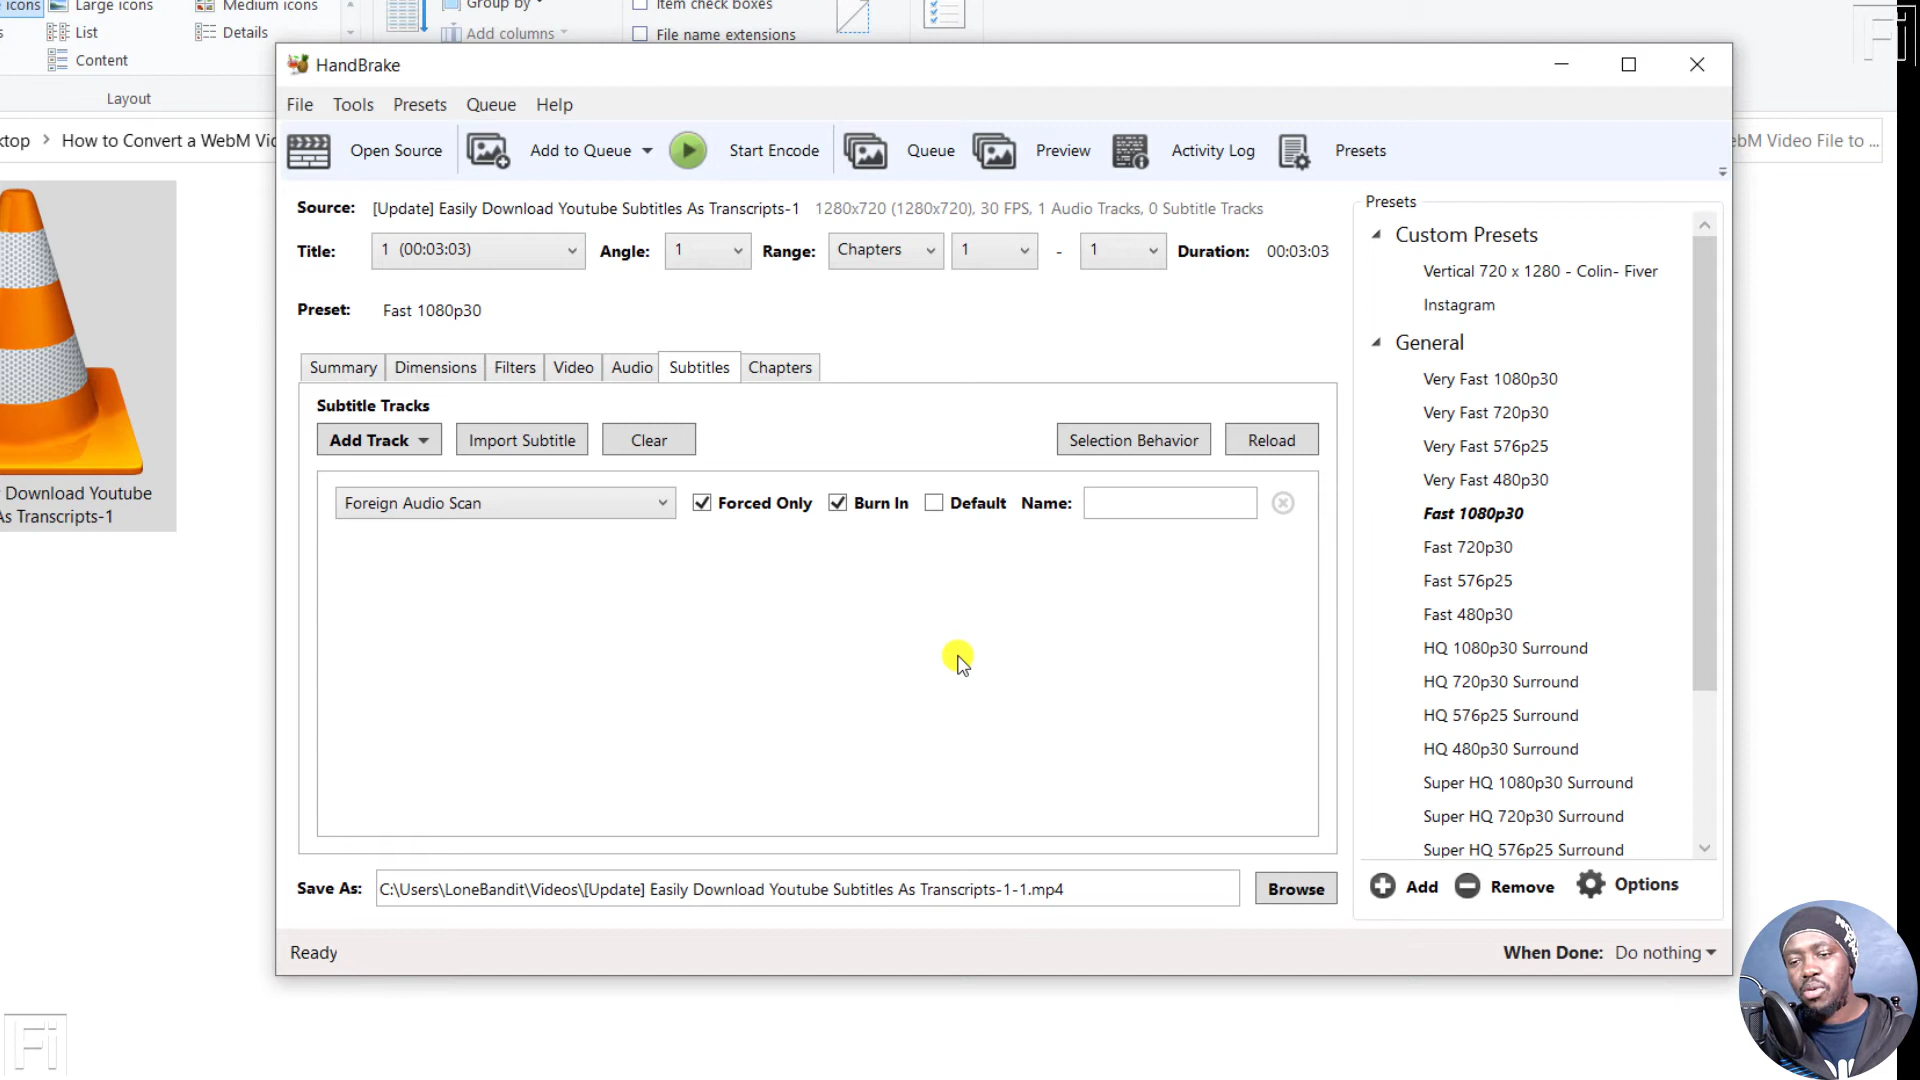 e icons Large icons Medium icons
s List Details
Content
Layout
Group by
Add columns
Item check boxes
File name extensions
Fi
ktop > How to Convert a WebM Vid
ebM Video File to ...
Download Youtube
As Transcripts-1
HandBrake
File Tools Presets Queue Help
Open Source Add to Queue Start Encode Queue Preview Activity Log Presets
Source: [Update] Easily Download Youtube Subtitles As Transcripts-1 1280x720 (1280x720), 30 FPS, 1 Audio Tracks, 0 Subtitle Tracks
Title: 1 (00:03:03) Angle: 1 Range: Chapters 1 - 1 Duration: 00:03:03
Preset: Fast 1080p30
Summary Dimensions Filters Video Audio Subtitles Chapters
Subtitle Tracks
Add Track Import Subtitle Clear Selection Behavior Reload
Foreign Audio Scan Forced Only Burn In Default Name:
Save As: C:\Users\LoneBandit\Videos\[Update] Easily Download Youtube Subtitles As Transcripts-1-1.mp4 Browse
Presets
Custom Presets
Vertical 720 x 1280 - Colin- Fiver
Instagram
General
Very Fast 1080p30
Very Fast 720p30
Very Fast 576p25
Very Fast 480p30
Fast 1080p30
Fast 720p30
Fast 576p25
Fast 480p30
HQ 1080p30 Surround
HQ 720p30 Surround
HQ 576p25 Surround
HQ 480p30 Surround
Super HQ 1080p30 Surround
Super HQ 720p30 Surround
Super HQ 576p25 Surround
Add Remove Options
Ready When Done: Do nothing
Fi